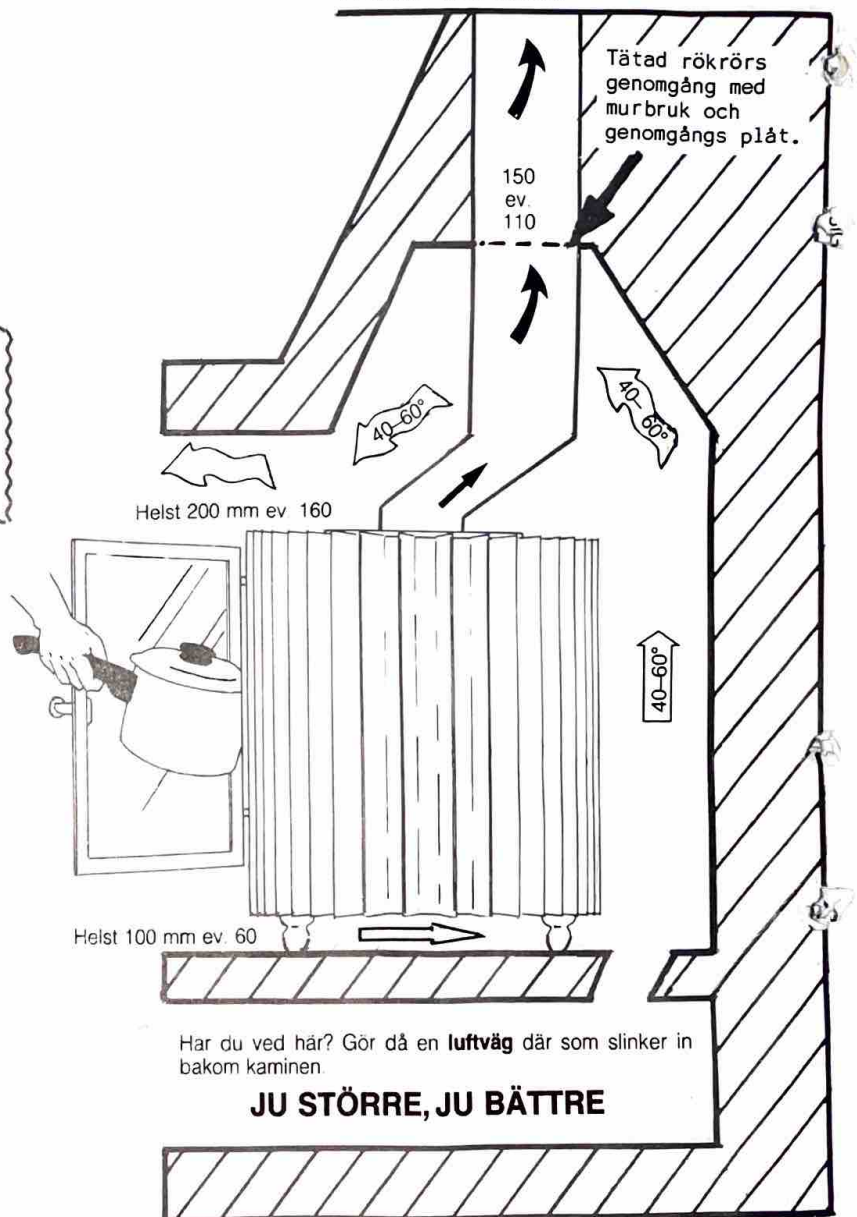 Tätad rökrörs
genomgång med
murbruk och
genomgångs plåt.
150
ev.
110
40–60°
40–60°
Helst 200 mm ev. 160
40–60°
Helst 100 mm ev. 60
Har du ved här? Gör då en luftväg där som slinker in
bakom kaminen.
JU STÖRRE, JU BÄTTRE